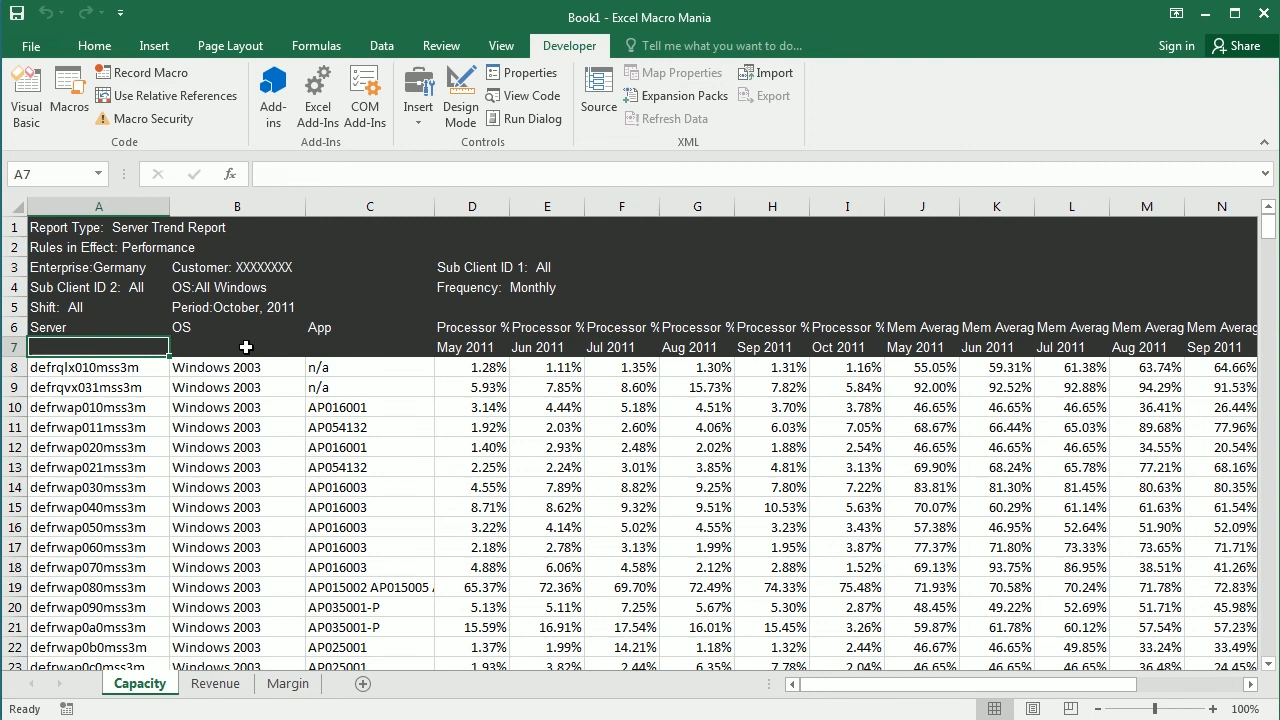 Book1 - Excel Macro Mania
File Home Insert Page Layout Formulas Data Review View Developer Tell me what you want to do... Sign in Share
Visual Basic
Macros
Record Macro
Use Relative References
Macro Security
Code
Add-ins
Excel Add-Ins
COM Add-Ins
Add-Ins
Insert
Design Mode
Properties
View Code
Run Dialog
Controls
Source
Map Properties
Expansion Packs
Refresh Data
Import
Export
XML
A7 fx
A B C D E F G H I J K L M N
1 Report Type: Server Trend Report
2 Rules in Effect: Performance
3 Enterprise:Germany Customer: XXXXXXXX Sub Client ID 1: All
4 Sub Client ID 2: All OS:All Windows Frequency: Monthly
5 Shift: All Period:October, 2011
6 Server OS App Processor % Processor % Processor % Processor % Processor % Processor % Mem Averag Mem Averag Mem Averag Mem Averag Mem Averag
7 May 2011 Jun 2011 Jul 2011 Aug 2011 Sep 2011 Oct 2011 May 2011 Jun 2011 Jul 2011 Aug 2011 Sep 2011
8 defrqlx010mss3m Windows 2003 n/a 1.28% 1.11% 1.35% 1.30% 1.31% 1.16% 55.05% 59.31% 61.38% 63.74% 64.66%
9 defrqvx031mss3m Windows 2003 n/a 5.93% 7.85% 8.60% 15.73% 7.82% 5.84% 92.00% 92.52% 92.88% 94.29% 91.53%
10 defrwap010mss3m Windows 2003 AP016001 3.14% 4.44% 5.18% 4.51% 3.70% 3.78% 46.65% 46.65% 46.65% 36.41% 26.44%
11 defrwap011mss3m Windows 2003 AP054132 1.92% 2.03% 2.60% 4.06% 6.03% 7.05% 68.67% 66.44% 65.03% 89.68% 77.96%
12 defrwap020mss3m Windows 2003 AP016001 1.40% 2.93% 2.48% 2.02% 1.88% 2.54% 46.65% 46.65% 46.65% 34.55% 20.54%
13 defrwap021mss3m Windows 2003 AP054132 2.25% 2.24% 3.01% 3.85% 4.81% 3.13% 69.90% 68.24% 65.78% 77.21% 68.16%
14 defrwap030mss3m Windows 2003 AP016003 4.55% 7.89% 8.82% 9.25% 7.80% 7.22% 83.81% 81.30% 81.45% 80.63% 80.35%
15 defrwap040mss3m Windows 2003 AP016003 8.71% 8.62% 9.32% 9.51% 10.53% 5.63% 70.07% 60.29% 61.14% 61.63% 61.54%
16 defrwap050mss3m Windows 2003 AP016003 3.22% 4.14% 5.02% 4.55% 3.23% 3.43% 57.38% 46.95% 52.64% 51.90% 52.09%
17 defrwap060mss3m Windows 2003 AP016003 2.18% 2.78% 3.13% 1.99% 1.95% 3.87% 77.37% 71.80% 73.33% 73.65% 71.71%
18 defrwap070mss3m Windows 2003 AP016003 4.88% 6.06% 4.58% 2.12% 2.88% 1.52% 69.13% 93.75% 86.95% 38.51% 41.26%
19 defrwap080mss3m Windows 2003 AP015002 AP015005 65.37% 72.36% 69.70% 72.49% 74.33% 75.48% 71.93% 70.58% 70.24% 71.78% 72.83%
20 defrwap090mss3m Windows 2003 AP035001-P 5.13% 5.11% 7.25% 5.67% 5.30% 2.87% 48.45% 49.22% 52.69% 51.71% 45.98%
21 defrwap0a0mss3m Windows 2003 AP035001-P 15.59% 16.91% 17.54% 16.01% 15.45% 3.26% 59.87% 61.78% 60.12% 57.54% 57.23%
22 defrwap0b0mss3m Windows 2003 AP025001 1.37% 1.99% 14.21% 1.18% 1.32% 2.44% 46.67% 46.65% 49.85% 33.24% 33.49%
23 defrwap0c0mss3m Windows 2003 AP025001 1.93% 3.82% 2.44% 6.35% 7.78% 2.04% 46.65% 46.65% 46.65% 36.48% 24.45%
Capacity Revenue Margin
Ready 100%